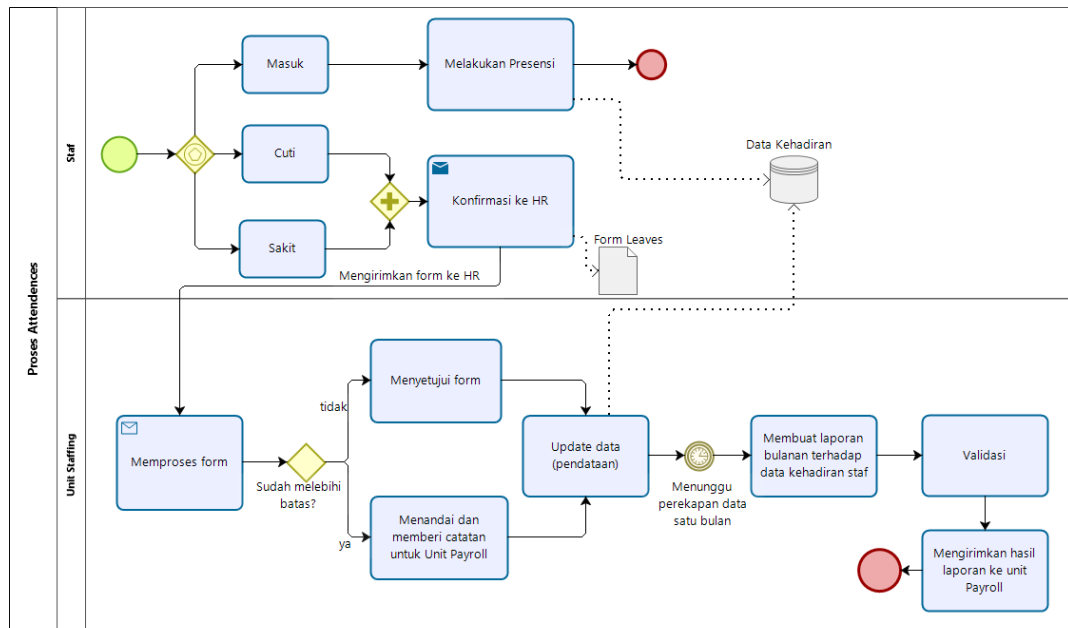 Proses Attendences
Staf
Masuk
Melakukan Presensi
Cuti
Konfirmasi ke HR
Sakit
Data Kehadiran
Form Leaves
Mengirimkan form ke HR
Unit Staffing
Memproses form
Sudah melebihi
batas?
tidak
ya
Menyetujui form
Menandai dan
memberi catatan
untuk Unit Payroll
Update data
(pendataan)
Menunggu
perekapan data
satu bulan
Membuat laporan
bulanan terhadap
data kehadiran staf
Validasi
Mengirimkan hasil
laporan ke unit
Payroll